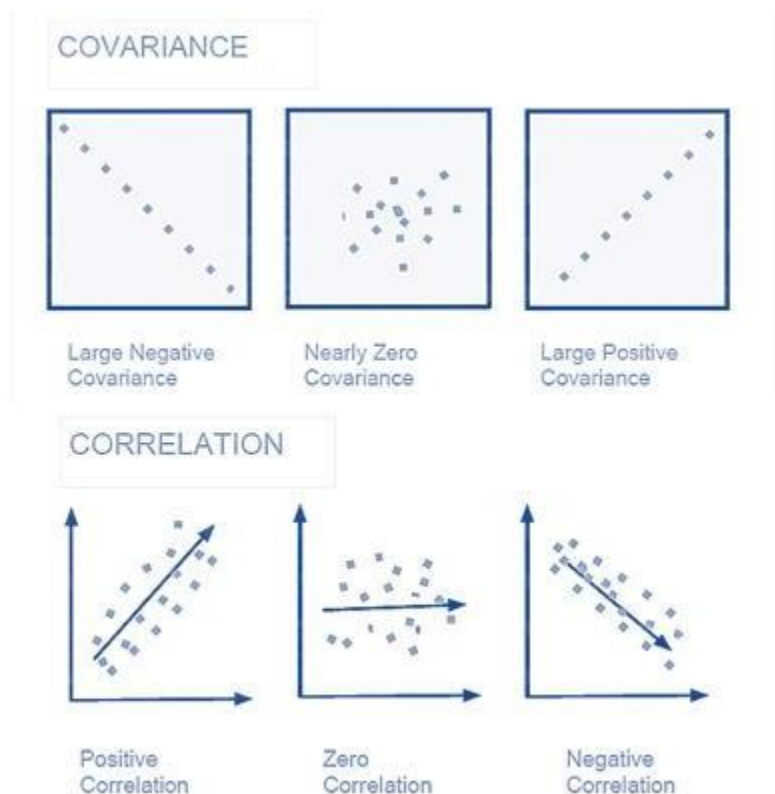 COVARIANCE
Large Negative
Covariance
Nearly Zero
Covariance
Large Positive
Covariance
CORRELATION
Positive
Correlation
Zero
Correlation
Negative
Correlation